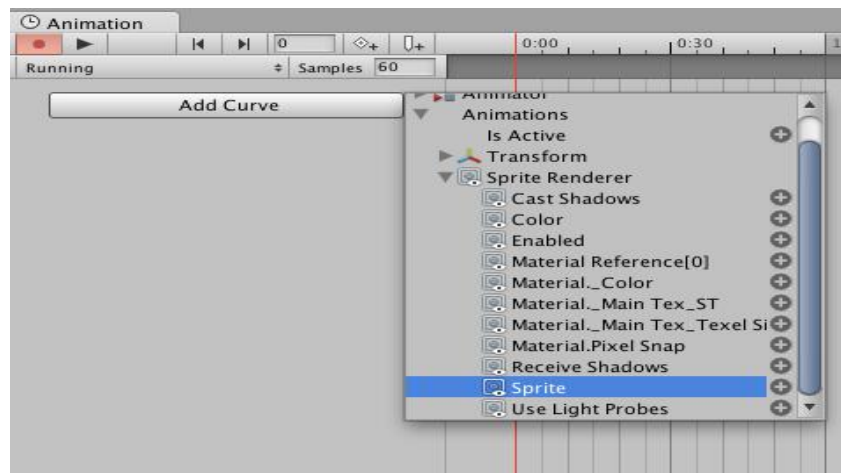 Animation
0
0:00
0:30
1
Running
Samples 60
Add Curve
Animator
Animations
Is Active
Transform
Sprite Renderer
Cast Shadows
Color
Enabled
Material Reference[0]
Material._Color
Material._Main Tex_ST
Material._Main Tex_Texel Si
Material.Pixel Snap
Receive Shadows
Sprite
Use Light Probes